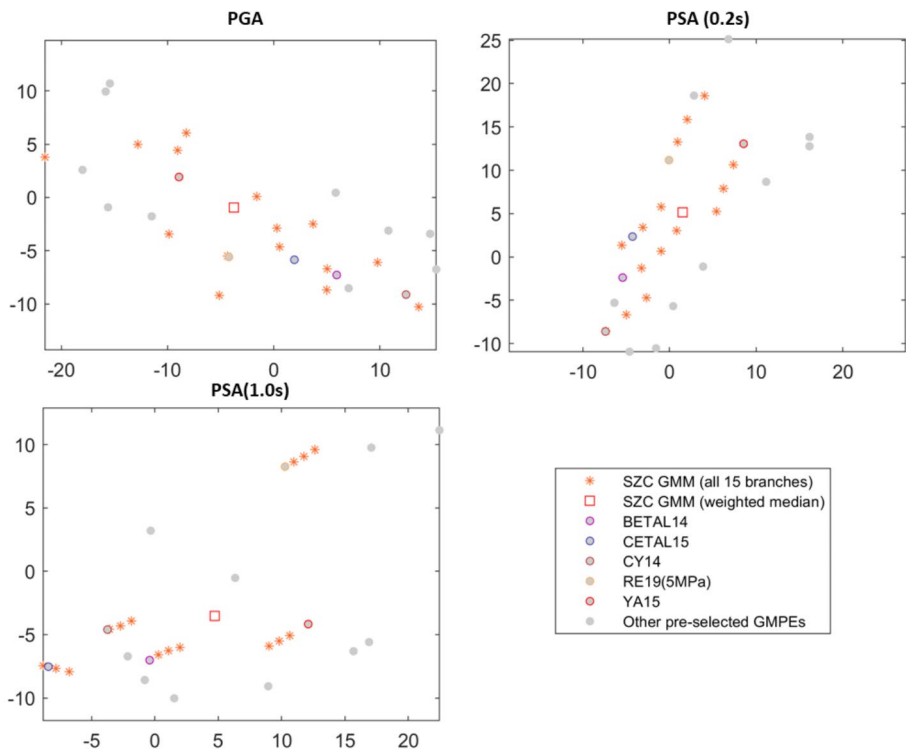 PGA
10
5
0
-5
-10
-20
-10
0
10
PSA (0.2s)
25
20
15
10
5
0
-5
-10
-10
0
10
20
PSA(1.0s)
10
5
0
-5
-10
-5
0
5
10
15
20
SZC GMM (all 15 branches)
SZC GMM (weighted median)
BETAL14
CETAL15
CY14
RE19(5MPa)
YA15
Other pre-selected GMPEs